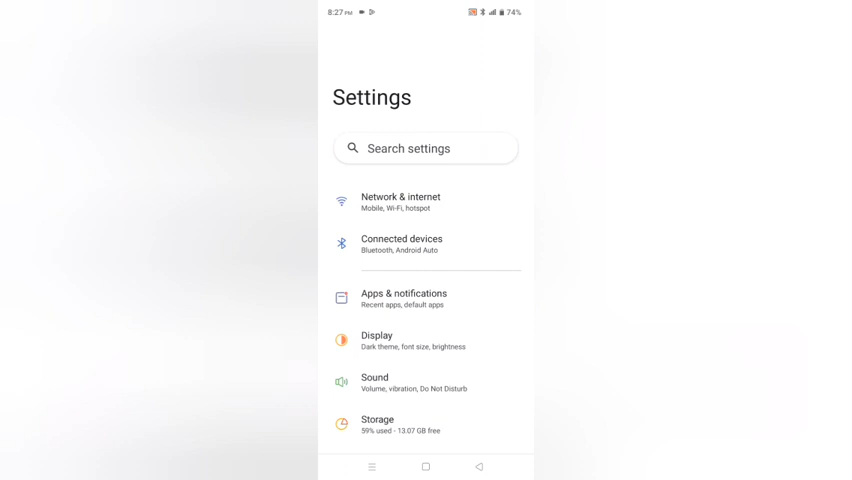 8:27 PM 74%
Settings
Search settings
Network & internet
Mobile, Wi-Fi, hotspot
Connected devices
Bluetooth, Android Auto
Apps & notifications
Recent apps, default apps
Display
Dark theme, font size, brightness
Sound
Volume, vibration, Do Not Disturb
Storage
59% used - 13.07 GB free